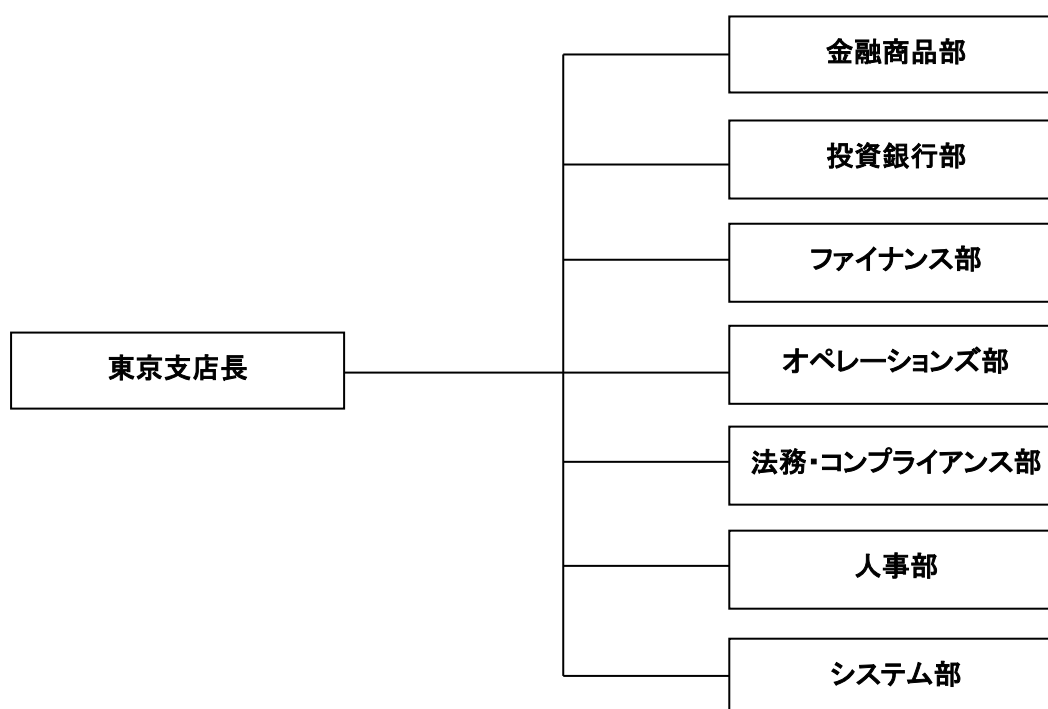 金融商品部
投資銀行部
ファイナンス部
東京支店長
オペレーションズ部
法務・コンプライアンス部
人事部
システム部